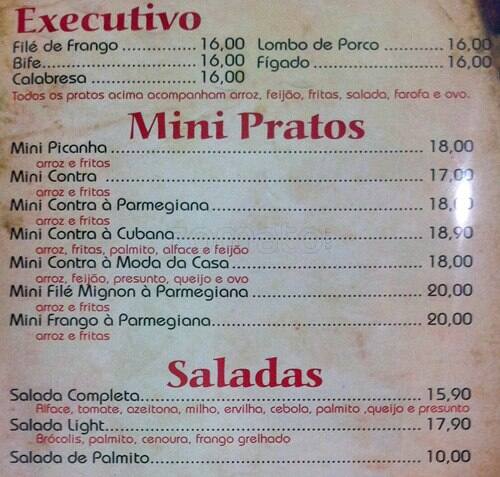 Executivo
Filé de Frango 16,00 Lombo de Porco 16,00
Bife 16,00 Fígado 16,00
Calabresa 16,00
Todos os pratos acima acompanham arroz, feijão, fritas, salada, farofa e ovo.
Mini Pratos
Mini Picanha 18,00
arroz e fritas
Mini Contra 17,00
arroz e fritas
Mini Contra à Parmegiana 18,00
arroz e fritas
Mini Contra à Cubana 18,90
arroz, fritas, palmito, alface e feijão
Mini Contra à Moda da Casa 18,00
arroz, feijão, presunto, queijo e ovo
Mini Filé Mignon à Parmegiana 20,00
arroz e fritas
Mini Frango à Parmegiana 20,00
arroz e fritas
Saladas
Salada Completa 15,90
Alface, tomate, azeitona, milho, ervilha, cebola, palmito ,queijo e presunto
Salada Light 17,90
Brócolis, palmito, cenoura, frango grelhado
Salada de Palmito 10,00